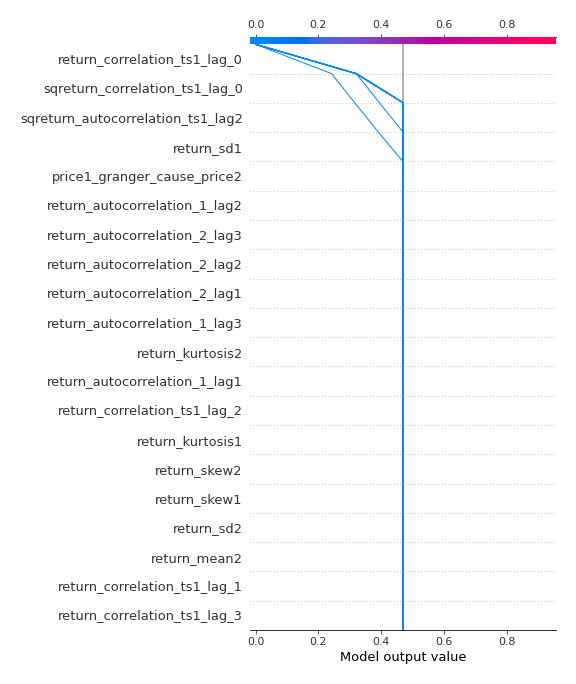 0.0 0.2 0.4 0.6 0.8
return_correlation_ts1_lag_0
sqreturn_correlation_ts1_lag_0
sqreturn_autocorrelation_ts1_lag2
return_sd1
price1_granger_cause_price2
return_autocorrelation_1_lag2
return_autocorrelation_2_lag3
return_autocorrelation_2_lag2
return_autocorrelation_2_lag1
return_autocorrelation_1_lag3
return_kurtosis2
return_autocorrelation_1_lag1
return_correlation_ts1_lag_2
return_kurtosis1
return_skew2
return_skew1
return_sd2
return_mean2
return_correlation_ts1_lag_1
return_correlation_ts1_lag_3
0.0 0.2 0.4 0.6 0.8
Model output value